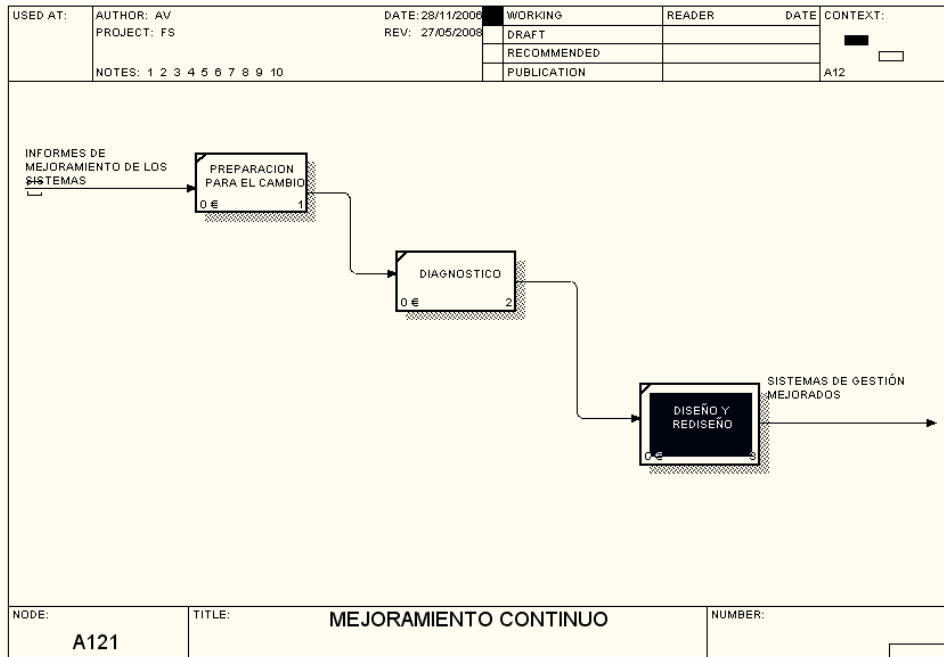 USED AT:
AUTHOR: AV
DATE: 28/11/2006
PROJECT: FS
REV: 27/05/2008
NOTES: 1 2 3 4 5 6 7 8 9 10
WORKING
DRAFT
RECOMMENDED
PUBLICATION
READER DATE
CONTEXT:
A12
INFORMES DE
MEJORAMIENTO DE LOS
SISTEMAS
PREPARACION
PARA EL CAMBIO
0 € 1
DIAGNOSTICO
0 € 2
DISEÑO Y
REDISEÑO
0 € 3
SISTEMAS DE GESTIÓN
MEJORADOS
NODE:
A121
TITLE:
MEJORAMIENTO CONTINUO
NUMBER: